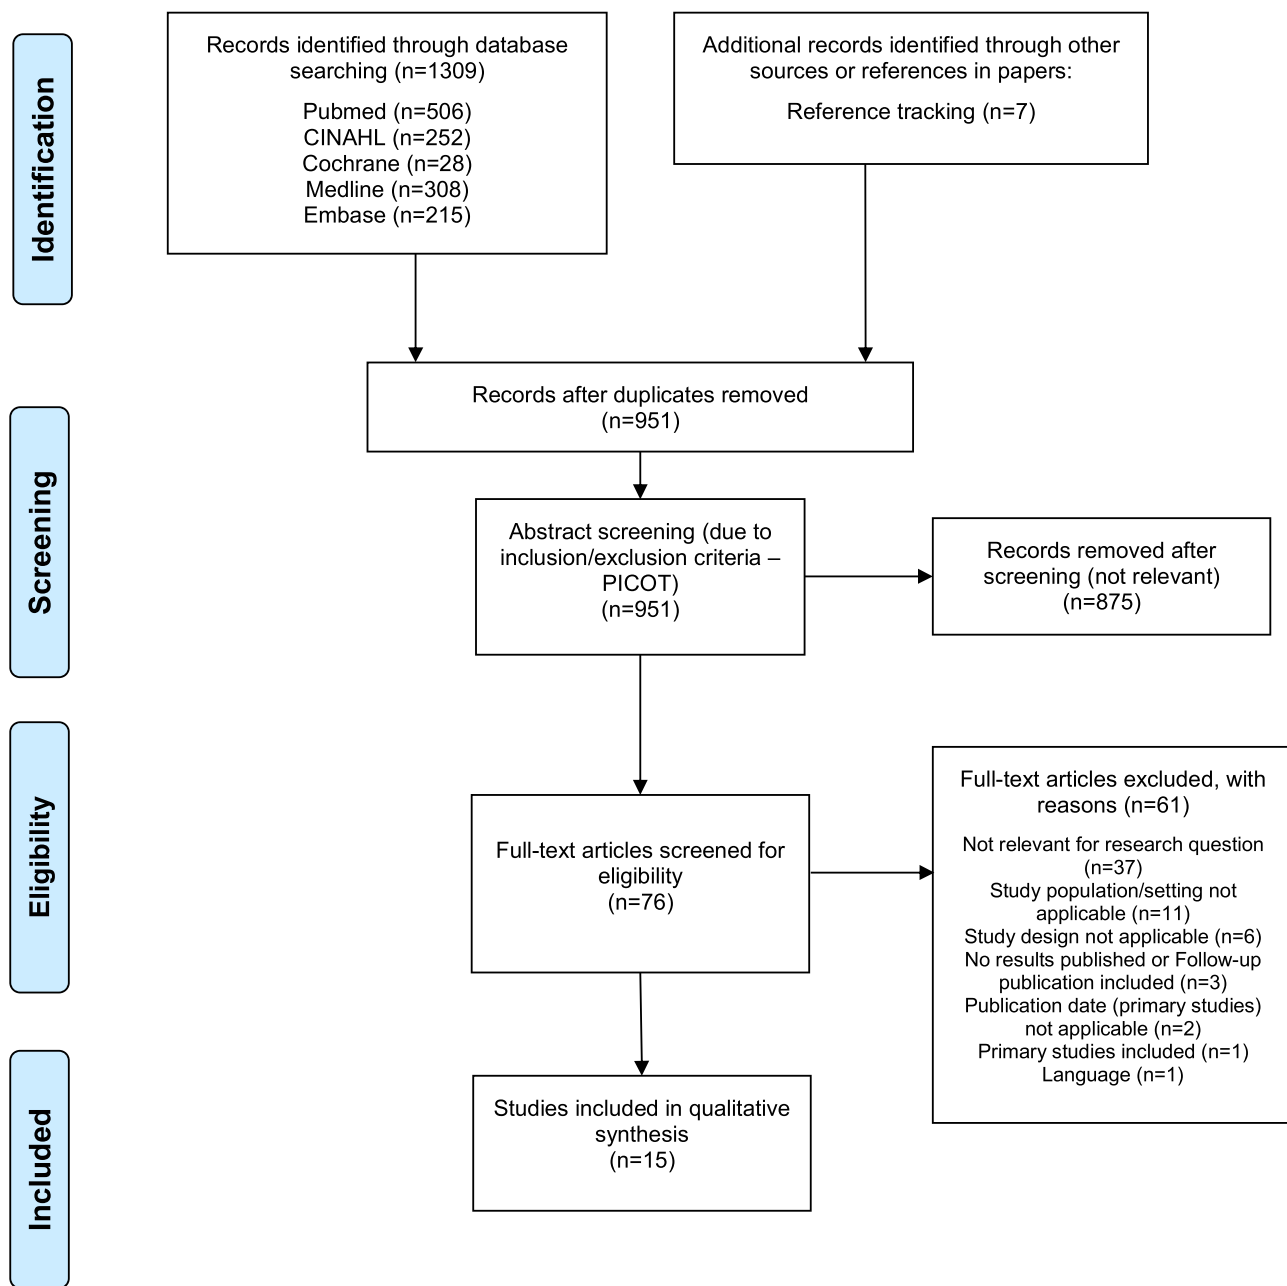 Identification
Records identified through database
searching (n=1309)
Pubmed (n=506)
CINAHL (n=252)
Cochrane (n=28)
Medline (n=308)
Embase (n=215)
Additional records identified through other
sources or references in papers:
Reference tracking (n=7)
Records after duplicates removed
(n=951)
Screening
Abstract screening (due to
inclusion/exclusion criteria –
PICOT)
(n=951)
Records removed after
screening (not relevant)
(n=875)
Eligibility
Full-text articles screened for
eligibility
(n=76)
Full-text articles excluded, with
reasons (n=61)
Not relevant for research question
(n=37)
Study population/setting not
applicable (n=11)
Study design not applicable (n=6)
No results published or Follow-up
publication included (n=3)
Publication date (primary studies)
not applicable (n=2)
Primary studies included (n=1)
Language (n=1)
Included
Studies included in qualitative
synthesis
(n=15)